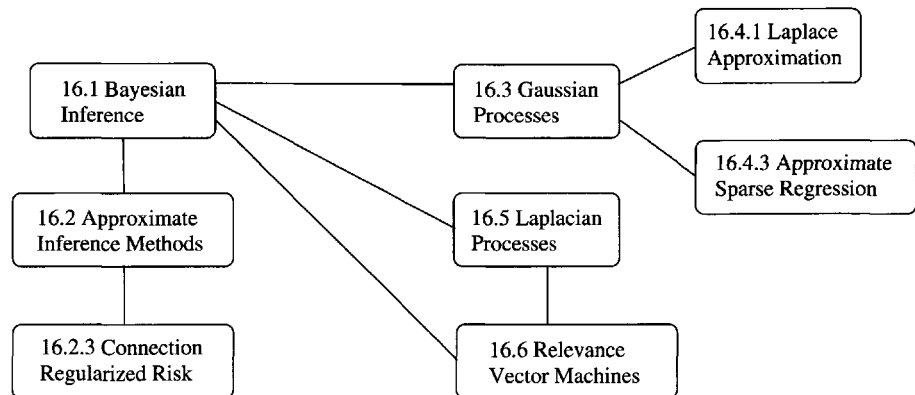 16.1 Bayesian
Inference
16.3 Gaussian
Processes
16.4.1 Laplace
Approximation
16.4.3 Approximate
Sparse Regression
16.2 Approximate
Inference Methods
16.5 Laplacian
Processes
16.2.3 Connection
Regularized Risk
16.6 Relevance
Vector Machines